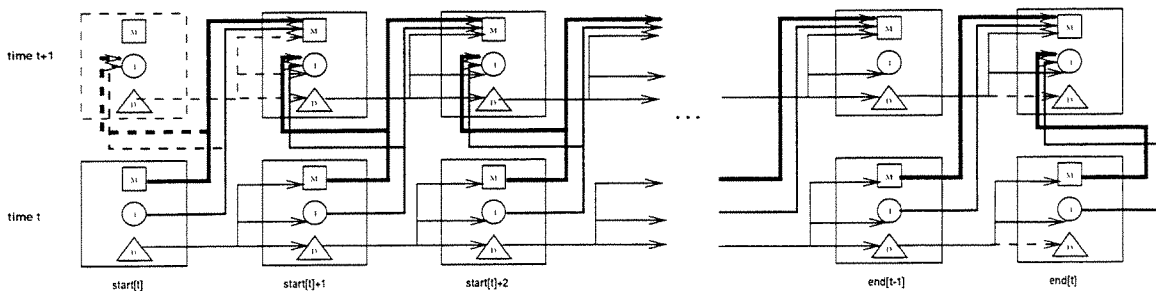 M M M M M
time t+1
I I I I I
D D D D D
...
M M M M M
time t
I I I I I
D D D D D
start[t] start[t]+1 start[t]+2 end[t-1] end[t]